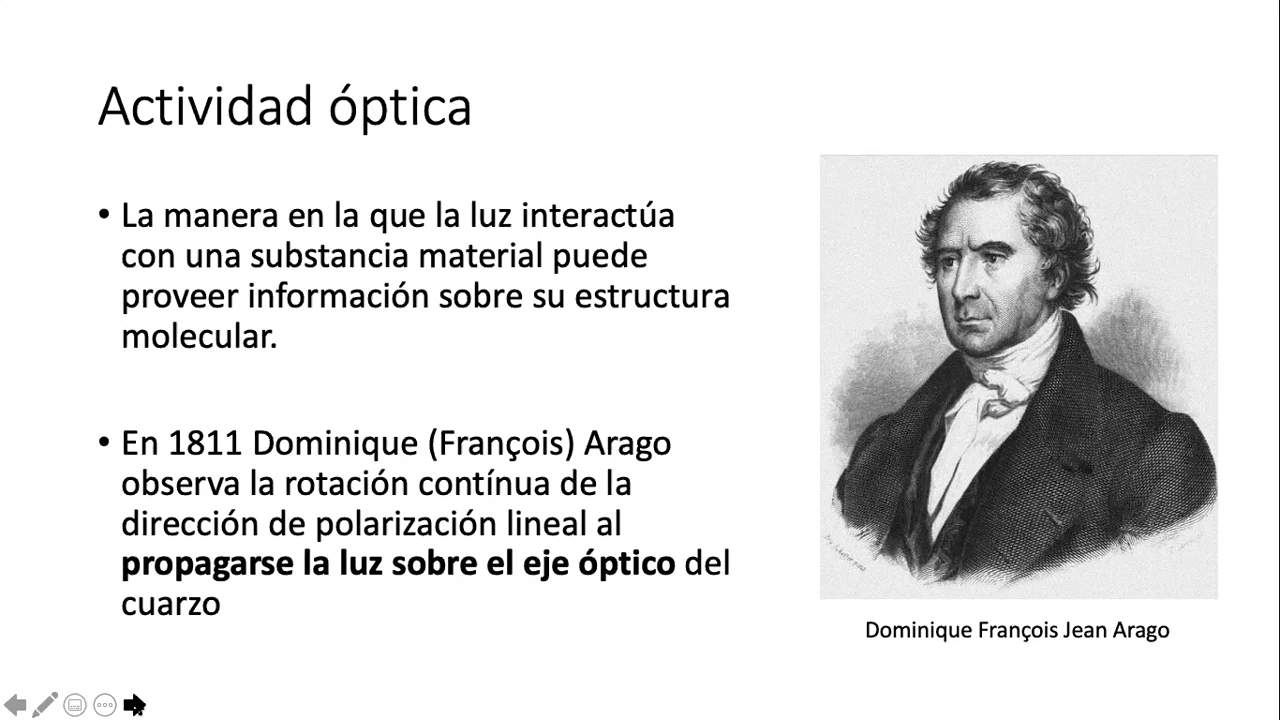 Actividad óptica
• La manera en la que la luz interactúa
con una substancia material puede
proveer información sobre su estructura
molecular.
• En 1811 Dominique (François) Arago
observa la rotación contínua de la
dirección de polarización lineal al
propagarse la luz sobre el eje óptico del
cuarzo
Dominique François Jean Arago